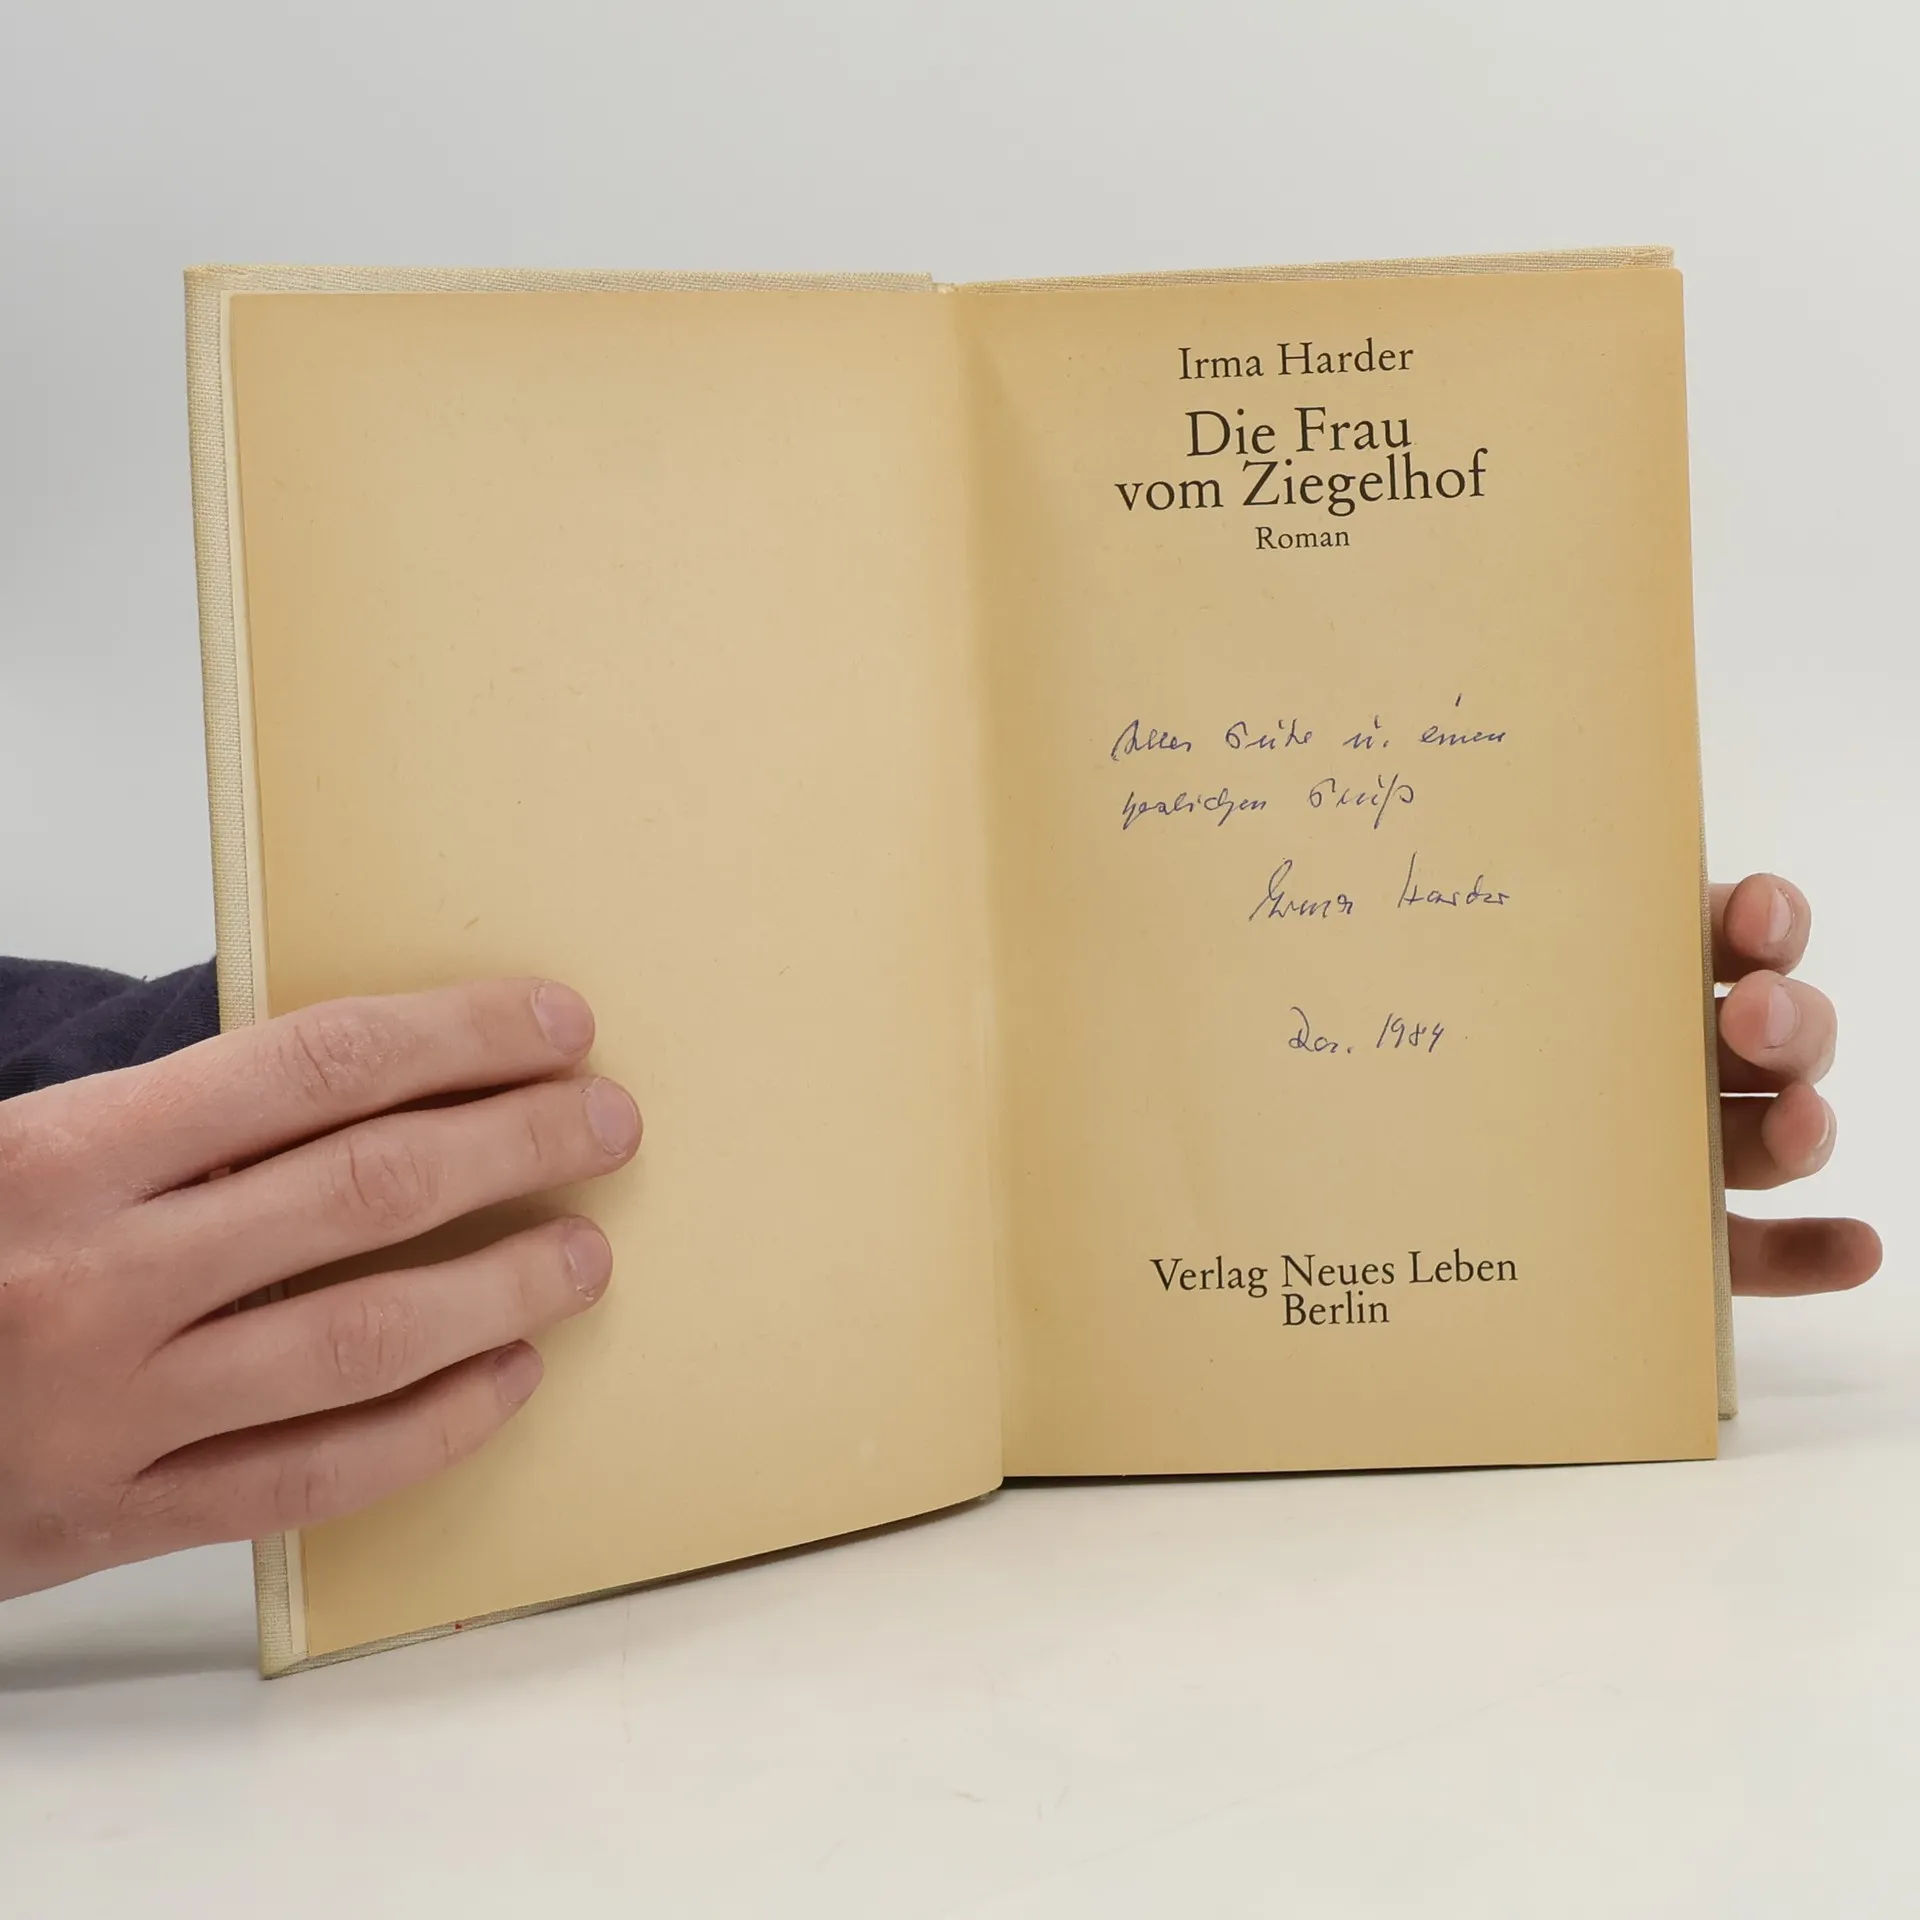 Irma Harder
Die Frau
vom Ziegelhof
Roman
Alles Gute u. einen
herzlichen Gruß
Irma Harder
Dez. 1984
Verlag Neues Leben
Berlin